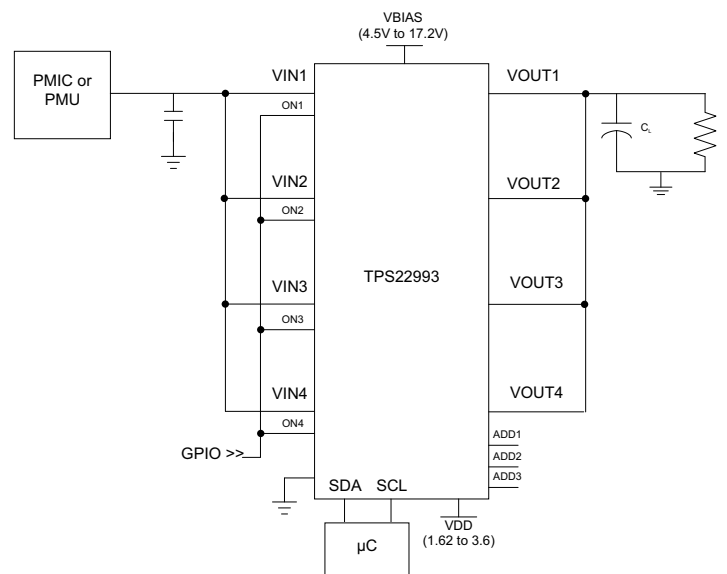 VBIAS
(4.5V to 17.2V)
PMIC or
PMU
VIN1
VOUT1
ON1
C
L
VIN2
VOUT2
ON2
TPS22993
VIN3
VOUT3
ON3
VIN4
VOUT4
ON4
ADD1
GPIO >>
ADD2
ADD3
SDA
SCL
VDD
(1.62 to 3.6)
µC